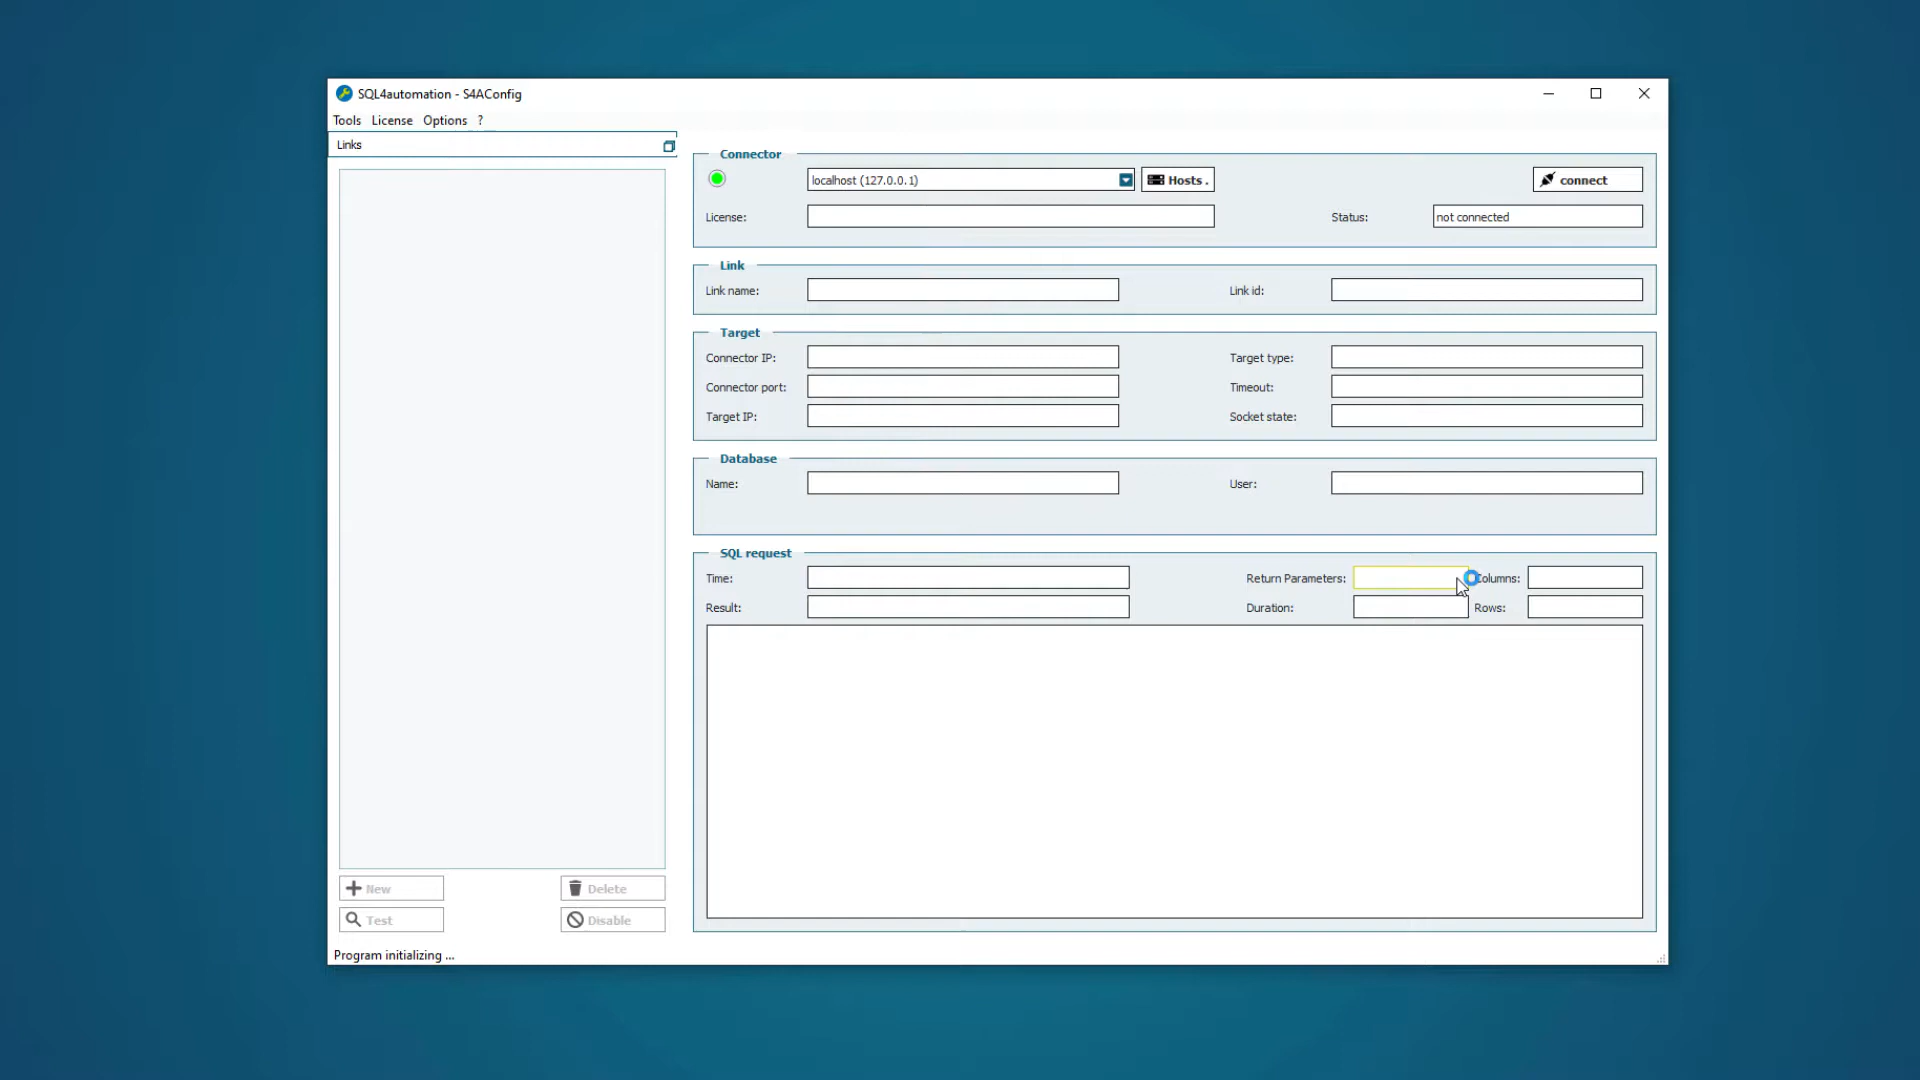 SQL4automation - S4AConfig
Tools License Options ?
Links
Connector
localhost (127.0.0.1) Hosts . connect
License: Status: not connected
Link
Link name: Link id:
Target
Connector IP: Target type:
Connector port: Timeout:
Target IP: Socket state:
Database
Name: User:
SQL request
Time: Return Parameters: Columns:
Result: Duration: Rows:
New Delete
Test Disable
Program initializing ...